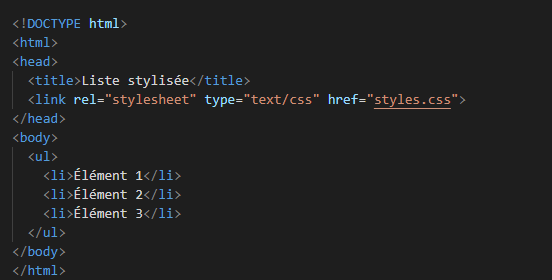 <!DOCTYPE html>
<html>
<head>
<title>Liste stylisée</title>
<link rel="stylesheet" type="text/css" href="styles.css">
</head>
<body>
<ul>
<li>Élément 1</li>
<li>Élément 2</li>
<li>Élément 3</li>
</ul>
</body>
</html>